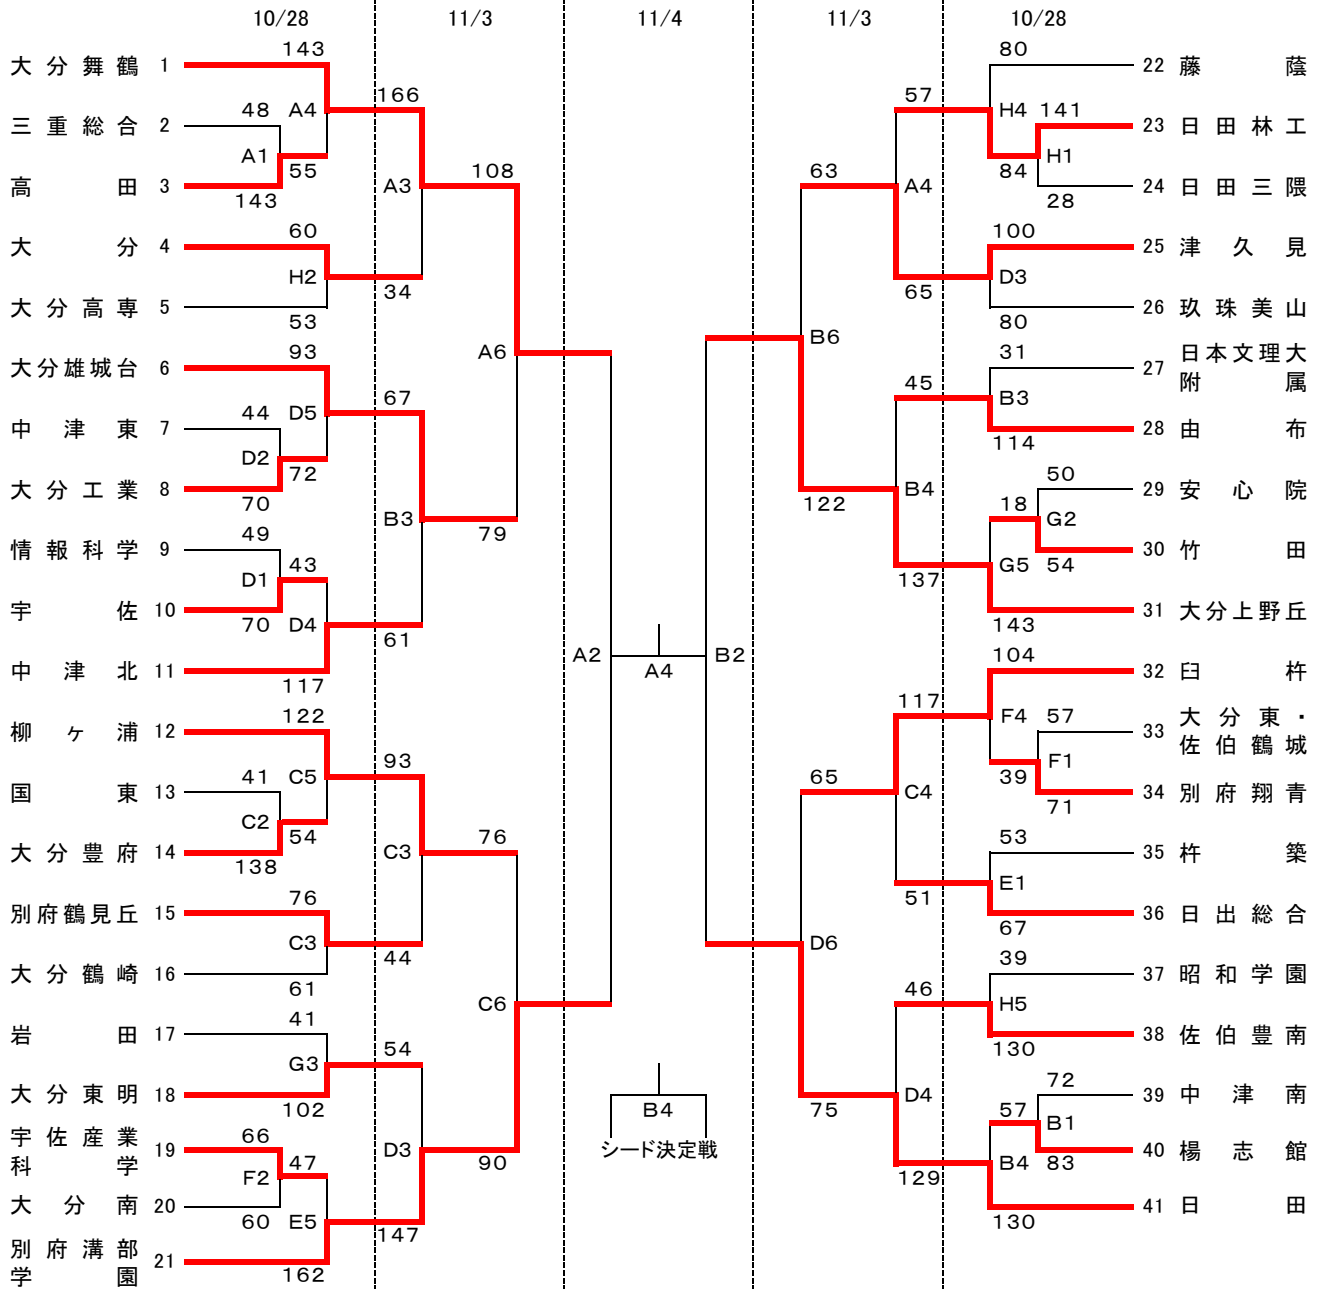 10/28 11/3 11/4 11/3 10/28
143 80
大分舞鶴 1 22 藤蔭
166 57
48 A4 H4 141
三重総合 2 23 日田林工
A1 H1
55 108 63 84
高田 3 A3 A4 24 日田三隈
143 28
60 100
大分 4 25 津久見
H2 D3
34 65
大分高専 5 26 玖珠美山
53 80
93 A6 B6 31
大分雄城台 6 27 日本文理大
附属
67 45
44 D5 B3
中津東 7 28 由布
D2 114
72 50
大分工業 8 B4 29 安心院
70 122 18
B3 G2
49 79
情報科学 9 30 竹田
43 G5 54
D1 137
宇佐 10 31 大分上野丘
70 D4 143
61
A2 B2 104
中津北 11 A4 32 臼杵
117
122 117
柳ヶ浦 12 F4 57 33 大分東・
佐伯鶴城
93 F1
41 C5 65 39
国東 13 C4 34 別府翔青
C2 71
54 76 53
大分豊府 14 C3 35 杵築
138 E1
76 51
別府鶴見丘 15 36 日出総合
67
C3 D6
44 39
大分鶴崎 16 37 昭和学園
61 46
C6 H5
41
岩田 17 38 佐伯豊南
54 130
G3 72
大分東明 18 D4 39 中津南
102 B4 75 57
シード決定戦 B1
66 D3
宇佐産業
科学 19 40 楊志館
47 90 B4 83
F2 129
大分南 20 41 日田
60 E5 130
147
別府溝部
学園 21
162